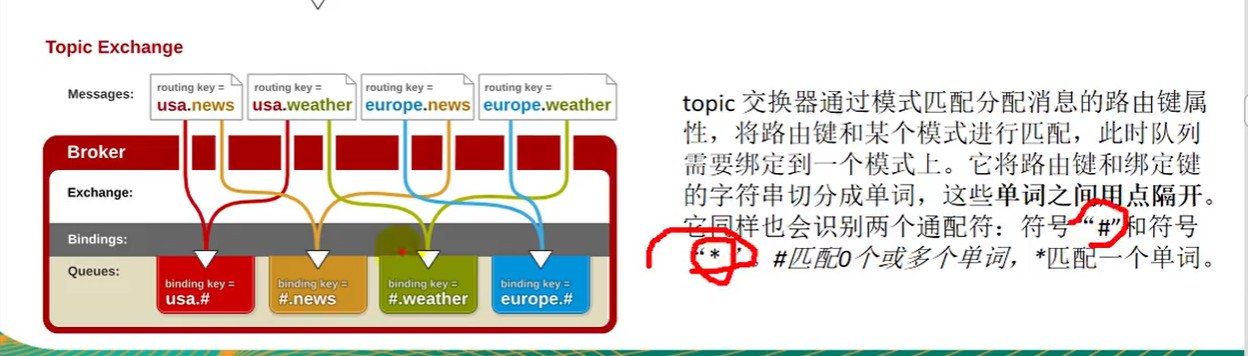 Topic Exchange
Messages:
routing key =
usa.news
routing key =
usa.weather
routing key =
europe.news
routing key =
europe.weather
Broker
Exchange:
Bindings:
Queues:
binding key =
usa.#
binding key =
#.news
binding key =
#.weather
binding key =
europe.#
topic 交换器通过模式匹配分配消息的路由键属
性，将路由键和某个模式进行匹配，此时队列
需要绑定到一个模式上。它将路由键和绑定键
的字符串切分成单词，这些单词之间用点隔开。
它同样也会识别两个通配符：符号“#”和符号
“*”。#匹配0个或多个单词，*匹配一个单词。